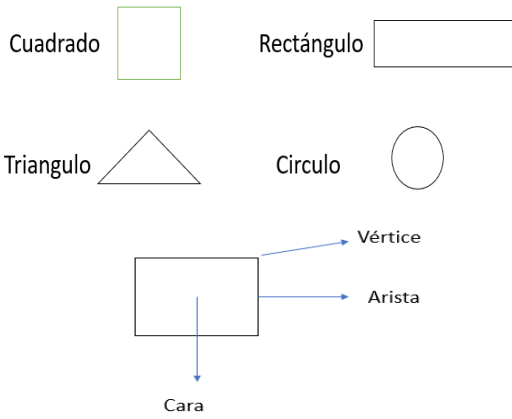 Cuadrado
Rectángulo
Triangulo
Circulo
Vértice
Arista
Cara